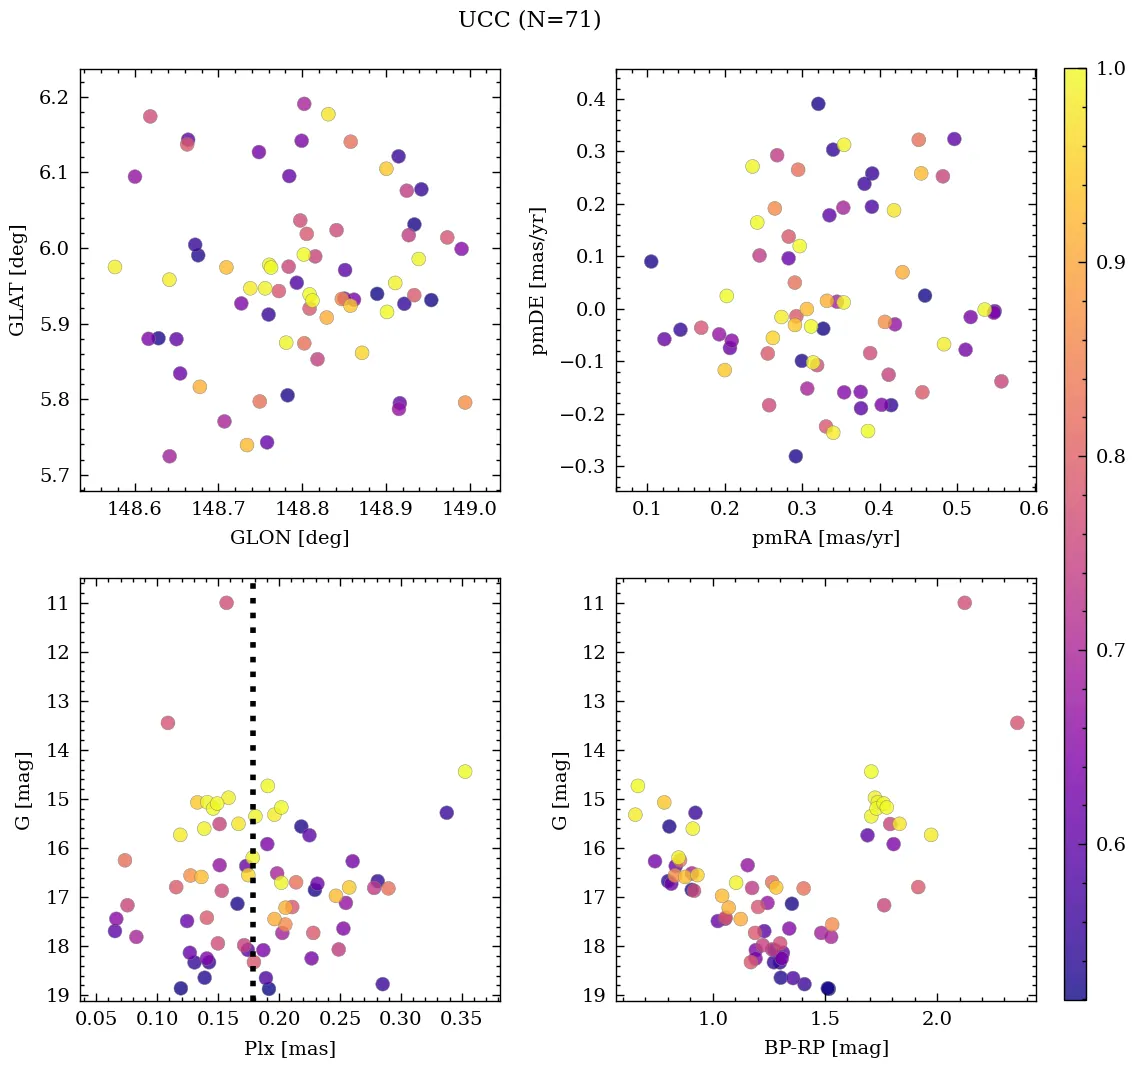 UCC (N=71)
6.2
6.1
6.0
5.9
5.8
5.7
GLAT [deg]
148.6 148.7 148.8 148.9 149.0
GLON [deg]
0.4
0.3
0.2
0.1
0.0
−0.1
−0.2
−0.3
pmDE [mas/yr]
0.1 0.2 0.3 0.4 0.5 0.6
pmRA [mas/yr]
11
12
13
14
15
16
17
18
19
G [mag]
0.05 0.10 0.15 0.20 0.25 0.30 0.35
Plx [mas]
11
12
13
14
15
16
17
18
19
G [mag]
1.0 1.5 2.0
BP-RP [mag]
1.0
0.9
0.8
0.7
0.6